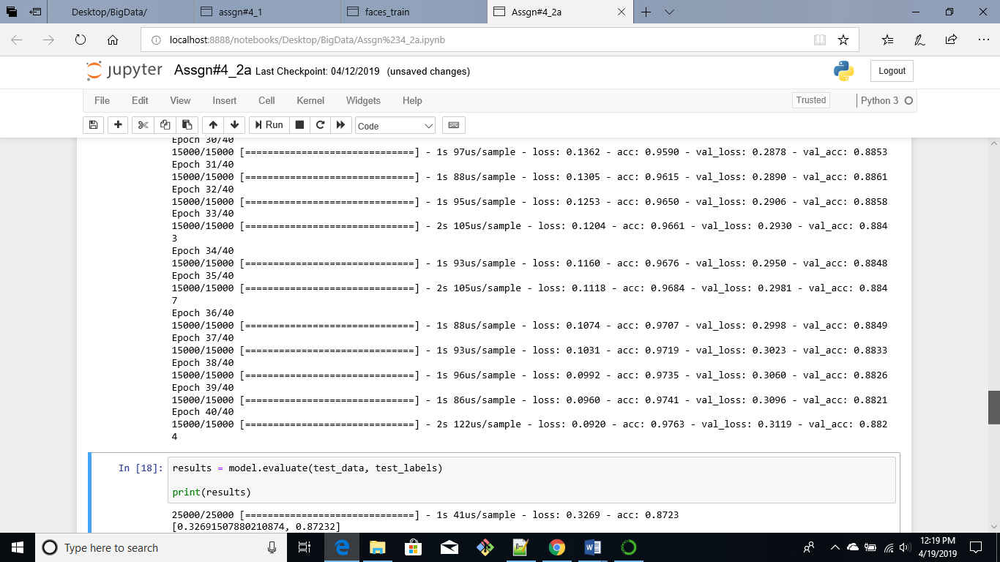 Desktop/BigData/
assgn#4_1
faces_train
Assgn#4_2a
localhost:8888/notebooks/Desktop/BigData/Assgn%234_2a.ipynb
jupyter Assgn#4_2a Last Checkpoint: 04/12/2019 (unsaved changes)
Logout
File Edit View Insert Cell Kernel Widgets Help
Trusted
Python 3
Run
Code
Epoch 30/40
15000/15000 [==============================] - 1s 97us/sample - loss: 0.1362 - acc: 0.9590 - val_loss: 0.2878 - val_acc: 0.8853
Epoch 31/40
15000/15000 [==============================] - 1s 88us/sample - loss: 0.1305 - acc: 0.9615 - val_loss: 0.2890 - val_acc: 0.8861
Epoch 32/40
15000/15000 [==============================] - 1s 95us/sample - loss: 0.1253 - acc: 0.9650 - val_loss: 0.2906 - val_acc: 0.8858
Epoch 33/40
15000/15000 [==============================] - 2s 105us/sample - loss: 0.1204 - acc: 0.9661 - val_loss: 0.2930 - val_acc: 0.884
3
Epoch 34/40
15000/15000 [==============================] - 1s 93us/sample - loss: 0.1160 - acc: 0.9676 - val_loss: 0.2950 - val_acc: 0.8848
Epoch 35/40
15000/15000 [==============================] - 2s 105us/sample - loss: 0.1118 - acc: 0.9684 - val_loss: 0.2981 - val_acc: 0.884
7
Epoch 36/40
15000/15000 [==============================] - 1s 88us/sample - loss: 0.1074 - acc: 0.9707 - val_loss: 0.2998 - val_acc: 0.8849
Epoch 37/40
15000/15000 [==============================] - 1s 93us/sample - loss: 0.1031 - acc: 0.9719 - val_loss: 0.3023 - val_acc: 0.8833
Epoch 38/40
15000/15000 [==============================] - 1s 96us/sample - loss: 0.0992 - acc: 0.9735 - val_loss: 0.3060 - val_acc: 0.8826
Epoch 39/40
15000/15000 [==============================] - 1s 86us/sample - loss: 0.0960 - acc: 0.9741 - val_loss: 0.3096 - val_acc: 0.8821
Epoch 40/40
15000/15000 [==============================] - 2s 122us/sample - loss: 0.0920 - acc: 0.9763 - val_loss: 0.3119 - val_acc: 0.882
4
In [18]: results = model.evaluate(test_data, test_labels)
print(results)
25000/25000 [==============================] - 1s 41us/sample - loss: 0.3269 - acc: 0.8723
[0.32691507880210874, 0.87232]
Type here to search
12:19 PM
4/19/2019